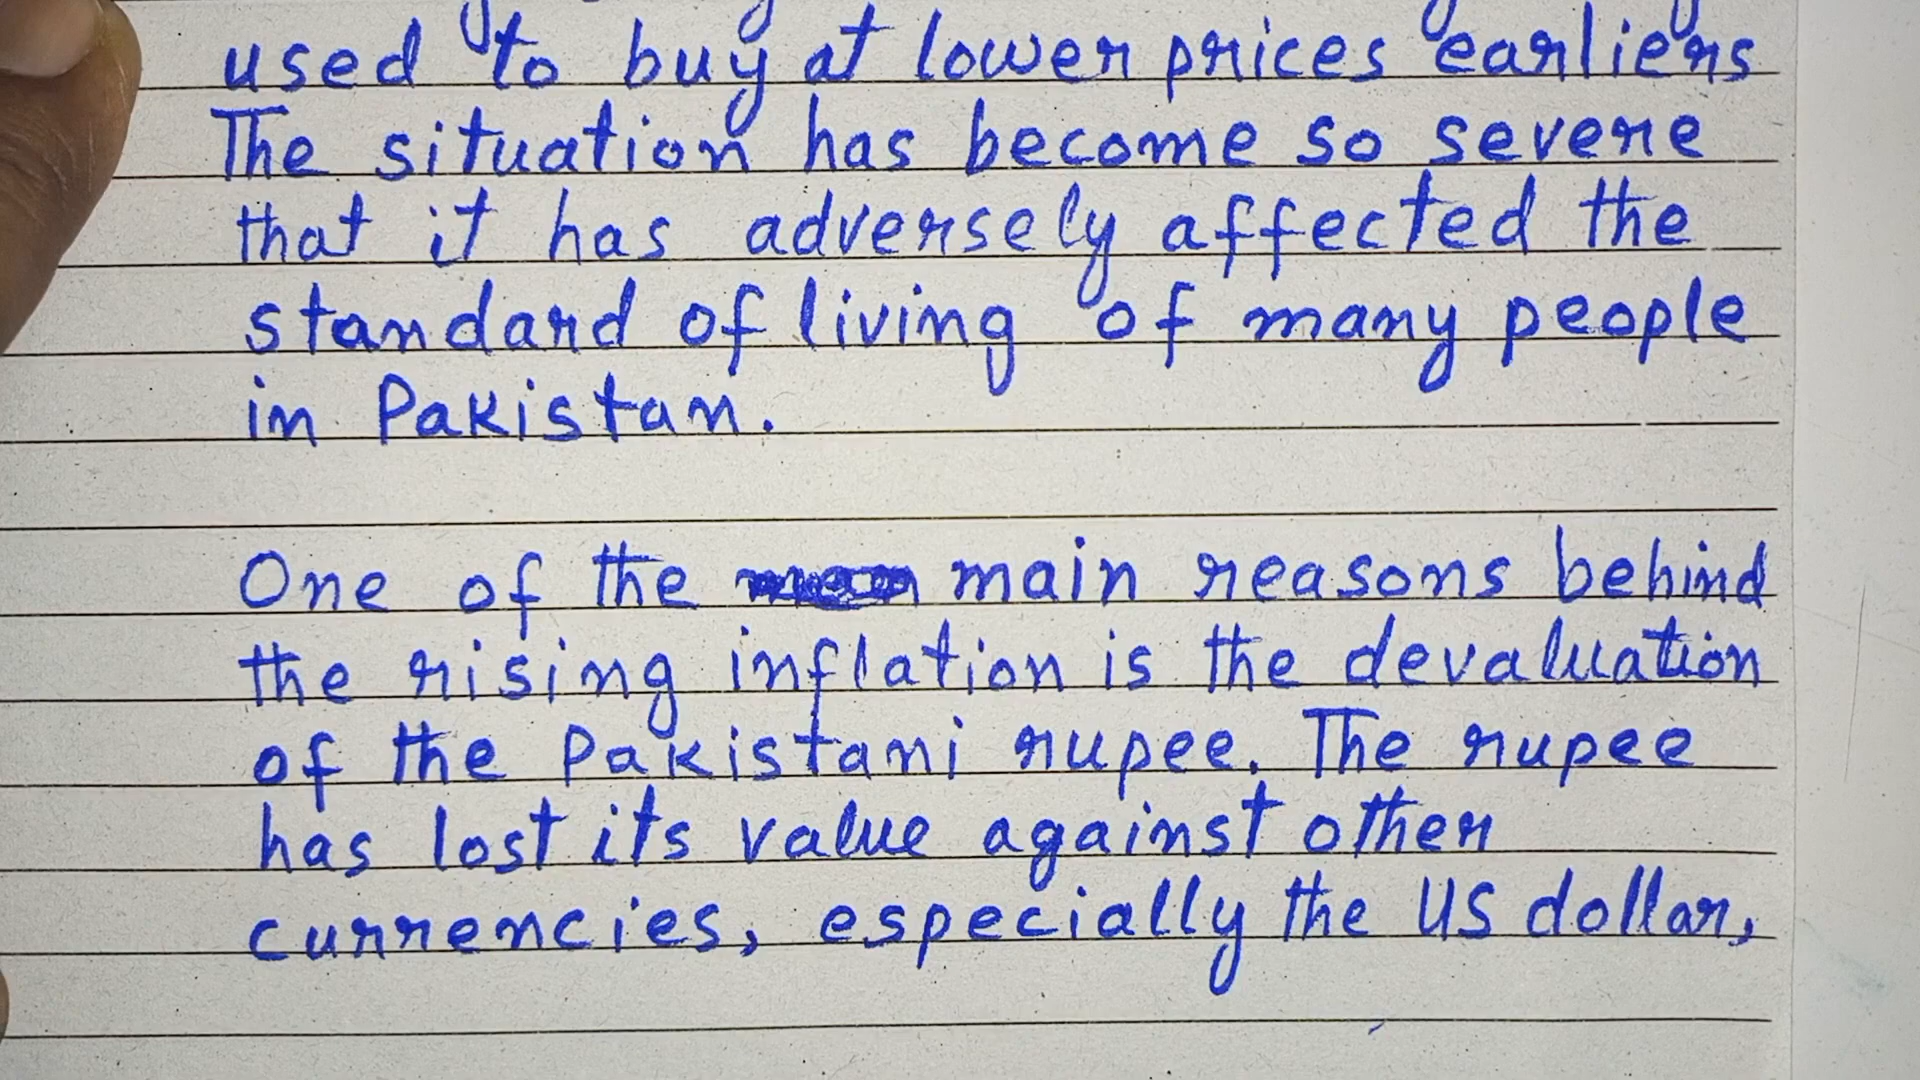 used to buy at lower prices earliers
The situation has become so severe
that it has adversely affected the
standard of living of many people
in Pakistan.
One of the main reasons behind
the rising inflation is the devaluation
of the Pakistani rupee. The rupee
has lost its value against other
currencies, especially the US dollar,